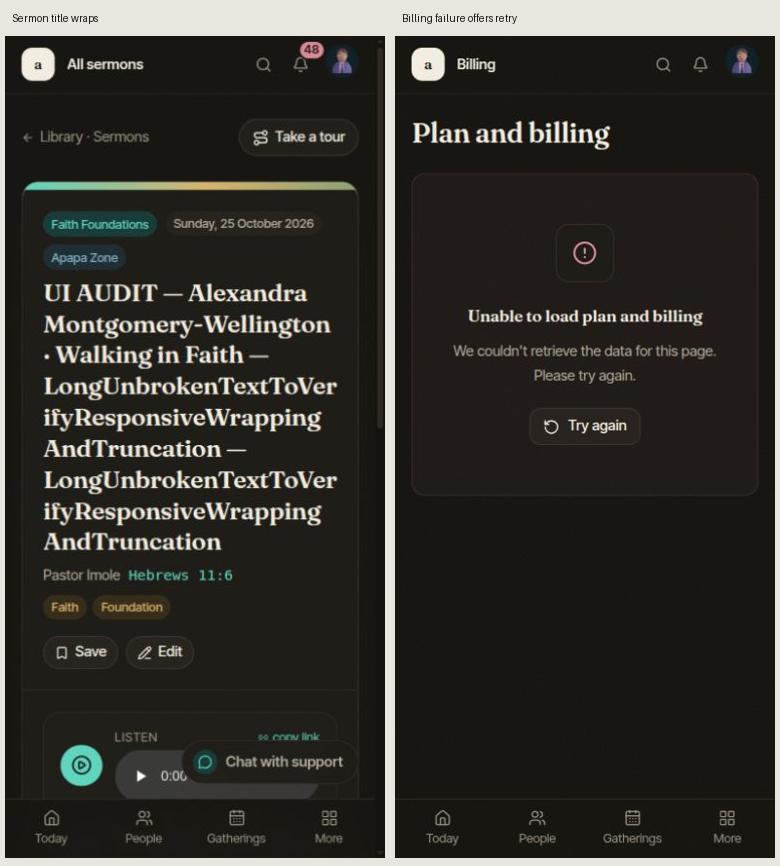 Sermon title wraps
a
All sermons
48
← Library · Sermons
Take a tour
Faith Foundations
Sunday, 25 October 2026
Apapa Zone
UI AUDIT — Alexandra
Montgomery-Wellington
· Walking in Faith —
LongUnbrokenTextToVer
ifyResponsiveWrapping
AndTruncation —
LongUnbrokenTextToVer
ifyResponsiveWrapping
AndTruncation
Pastor Imole Hebrews 11:6
Faith
Foundation
Save
Edit
LISTEN
copy link
0:00
Chat with support
Today
People
Gatherings
More
Billing failure offers retry
a
Billing
Plan and billing
Unable to load plan and billing
We couldn't retrieve the data for this page.
Please try again.
Try again
Today
People
Gatherings
More